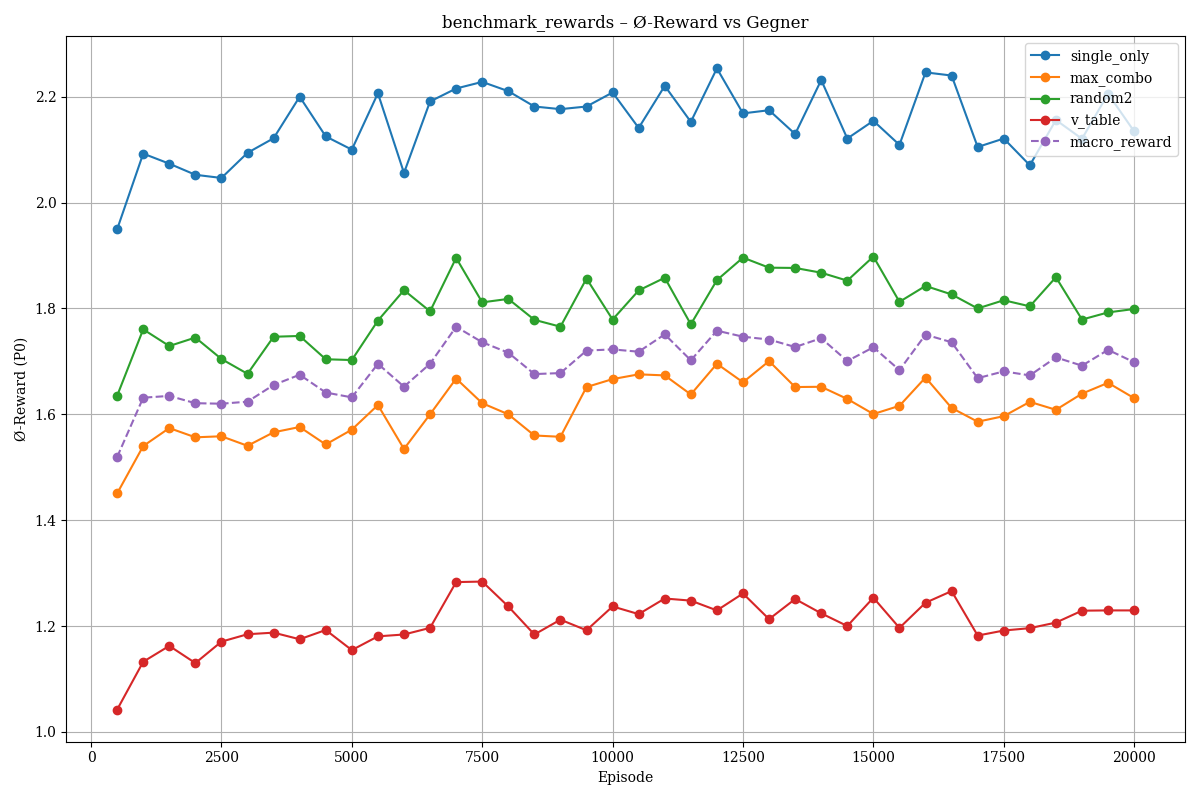 benchmark_rewards – Ø-Reward vs Gegner
single_only
max_combo
random2
v_table
macro_reward
Ø-Reward (P0)
2.2
2.0
1.8
1.6
1.4
1.2
1.0
0 2500 5000 7500 10000 12500 15000 17500 20000
Episode